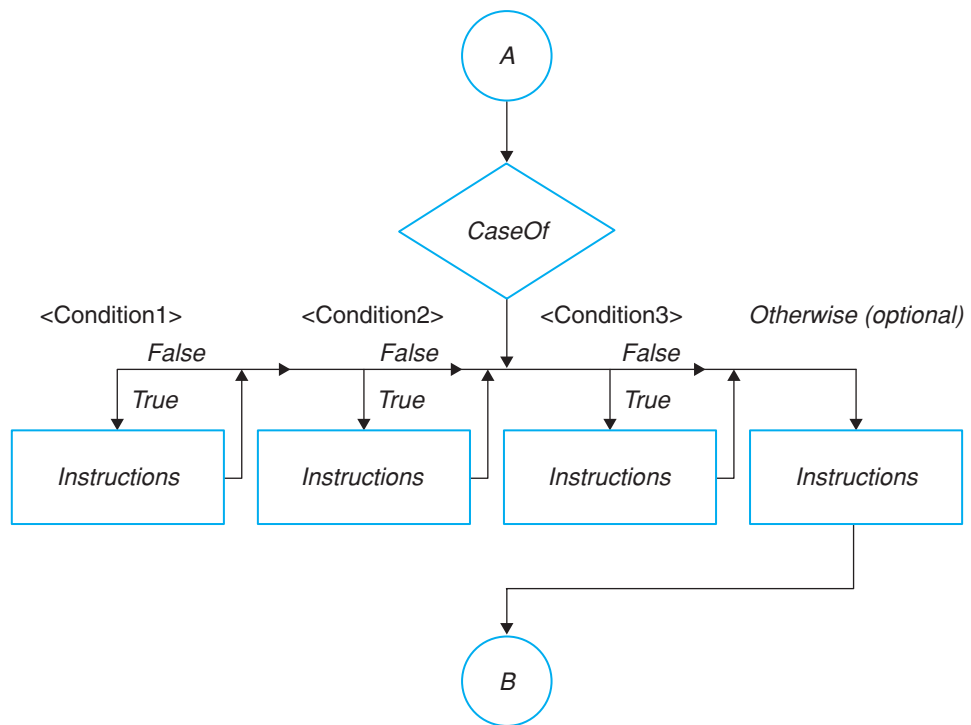 A
CaseOf
<Condition1> <Condition2> <Condition3> Otherwise (optional)
False False False
True True True
Instructions Instructions Instructions Instructions
B